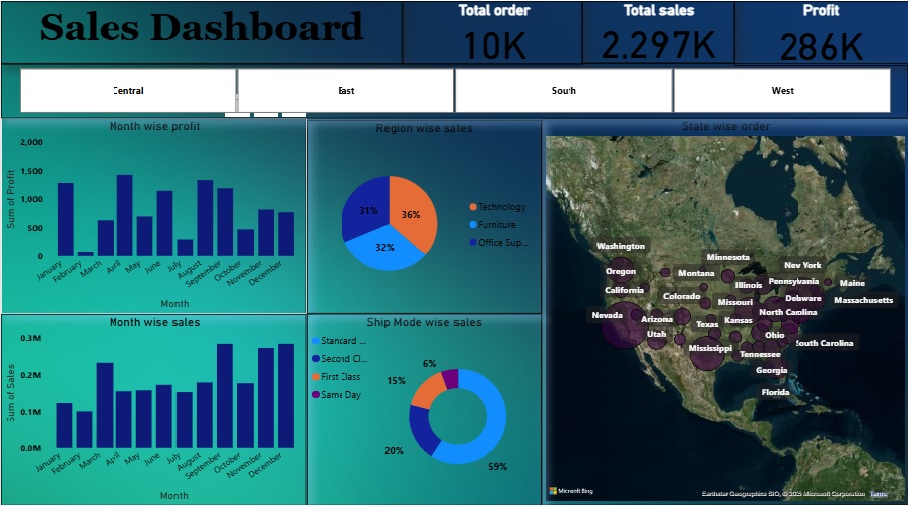 Sales Dashboard
Total order
10K
Total sales
2,297K
Profit
286K
Central
East
South
West
Month wise profit
Sum of Profit
2,000
1,500
1,000
500
0
January
February
March
April
May
June
July
August
September
October
November
December
Month
Region wise sales
31%
36%
32%
Technology
Furniture
Office Sup...
State wise order
Washington
Oregon
California
Nevada
Minnesota
Montana
New York
Illinois
Pennsylvania
Maine
Colorado
Missouri
Massachusetts
Arizona
Texas
Kansas
North Carolina
Utah
Ohio
South Carolina
Mississippi
Tennessee
Georgia
Florida
Microsoft Bing
Earthstar Geographics SIO, © 2025 Microsoft Corporation Terms
Month wise sales
Sum of Sales
0.3M
0.2M
0.1M
0.0M
January
February
March
April
May
June
July
August
September
October
November
December
Month
Ship Mode wise sales
Second Cl...
First Class
Same Day
6%
15%
20%
59%